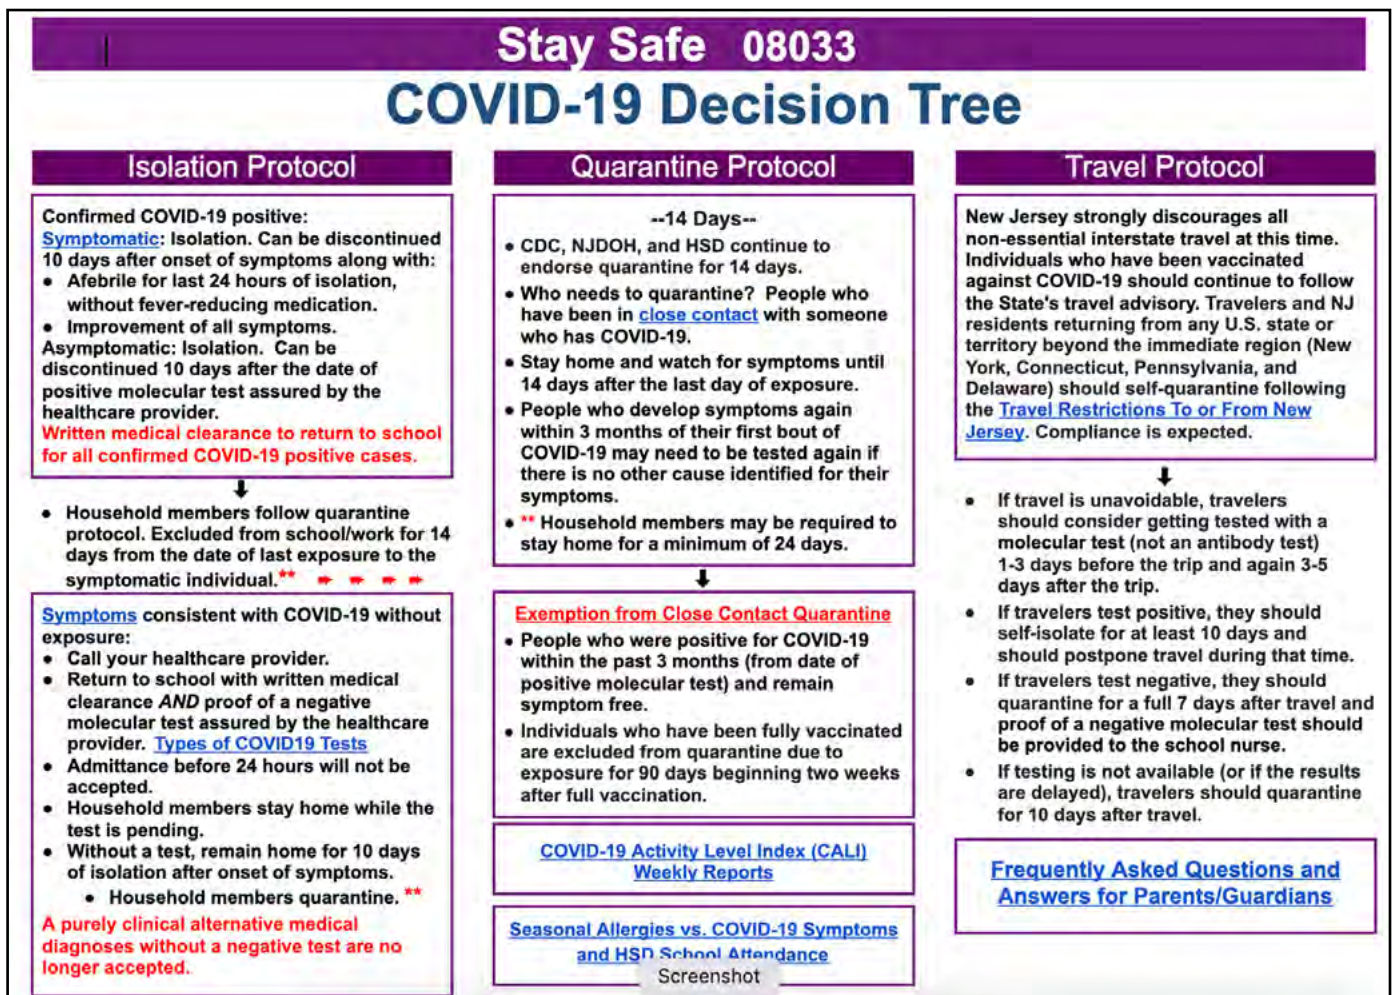 Stay Safe 08033
COVID-19 Decision Tree
Isolation Protocol
Confirmed COVID-19 positive:
Symptomatic: Isolation. Can be discontinued
10 days after onset of symptoms along with:
• Afebrile for last 24 hours of isolation,
without fever-reducing medication.
• Improvement of all symptoms.
Asymptomatic: Isolation. Can be
discontinued 10 days after the date of
positive molecular test assured by the
healthcare provider.
Written medical clearance to return to school
for all confirmed COVID-19 positive cases.
• Household members follow quarantine
protocol. Excluded from school/work for 14
days from the date of last exposure to the
symptomatic individual.**
Symptoms consistent with COVID-19 without
exposure:
• Call your healthcare provider.
• Return to school with written medical
clearance AND proof of a negative
molecular test assured by the healthcare
provider. Types of COVID19 Tests
• Admittance before 24 hours will not be
accepted.
• Household members stay home while the
test is pending.
• Without a test, remain home for 10 days
of isolation after onset of symptoms.
• Household members quarantine. **
A purely clinical alternative medical
diagnoses without a negative test are no
longer accepted.
Quarantine Protocol
--14 Days--
• CDC, NJDOH, and HSD continue to
endorse quarantine for 14 days.
• Who needs to quarantine? People who
have been in close contact with someone
who has COVID-19.
• Stay home and watch for symptoms until
14 days after the last day of exposure.
• People who develop symptoms again
within 3 months of their first bout of
COVID-19 may need to be tested again if
there is no other cause identified for their
symptoms.
• ** Household members may be required to
stay home for a minimum of 24 days.
Exemption from Close Contact Quarantine
• People who were positive for COVID-19
within the past 3 months (from date of
positive molecular test) and remain
symptom free.
• Individuals who have been fully vaccinated
are excluded from quarantine due to
exposure for 90 days beginning two weeks
after full vaccination.
COVID-19 Activity Level Index (CALI)
Weekly Reports
Seasonal Allergies vs. COVID-19 Symptoms
and HSD School Attendance
Screenshot
Travel Protocol
New Jersey strongly discourages all
non-essential interstate travel at this time.
Individuals who have been vaccinated
against COVID-19 should continue to follow
the State's travel advisory. Travelers and NJ
residents returning from any U.S. state or
territory beyond the immediate region (New
York, Connecticut, Pennsylvania, and
Delaware) should self-quarantine following
the Travel Restrictions To or From New
Jersey. Compliance is expected.
• If travel is unavoidable, travelers
should consider getting tested with a
molecular test (not an antibody test)
1-3 days before the trip and again 3-5
days after the trip.
• If travelers test positive, they should
self-isolate for at least 10 days and
should postpone travel during that time.
• If travelers test negative, they should
quarantine for a full 7 days after travel and
proof of a negative molecular test should
be provided to the school nurse.
• If testing is not available (or if the results
are delayed), travelers should quarantine
for 10 days after travel.
Frequently Asked Questions and
Answers for Parents/Guardians